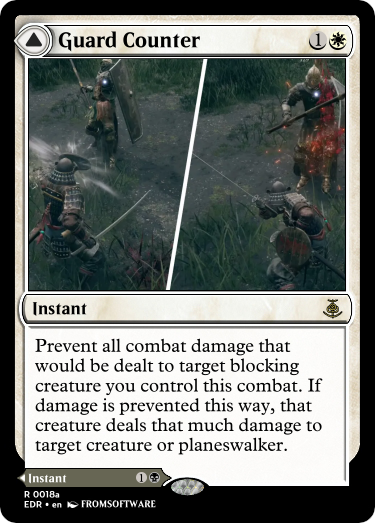 Guard Counter 1
Instant
Prevent all combat damage that
would be dealt to target blocking
creature you control this combat. If
damage is prevented this way, that
creature deals that much damage to
target creature or planeswalker.
Instant 1
R 0018a
EDR • en FROMSOFTWARE